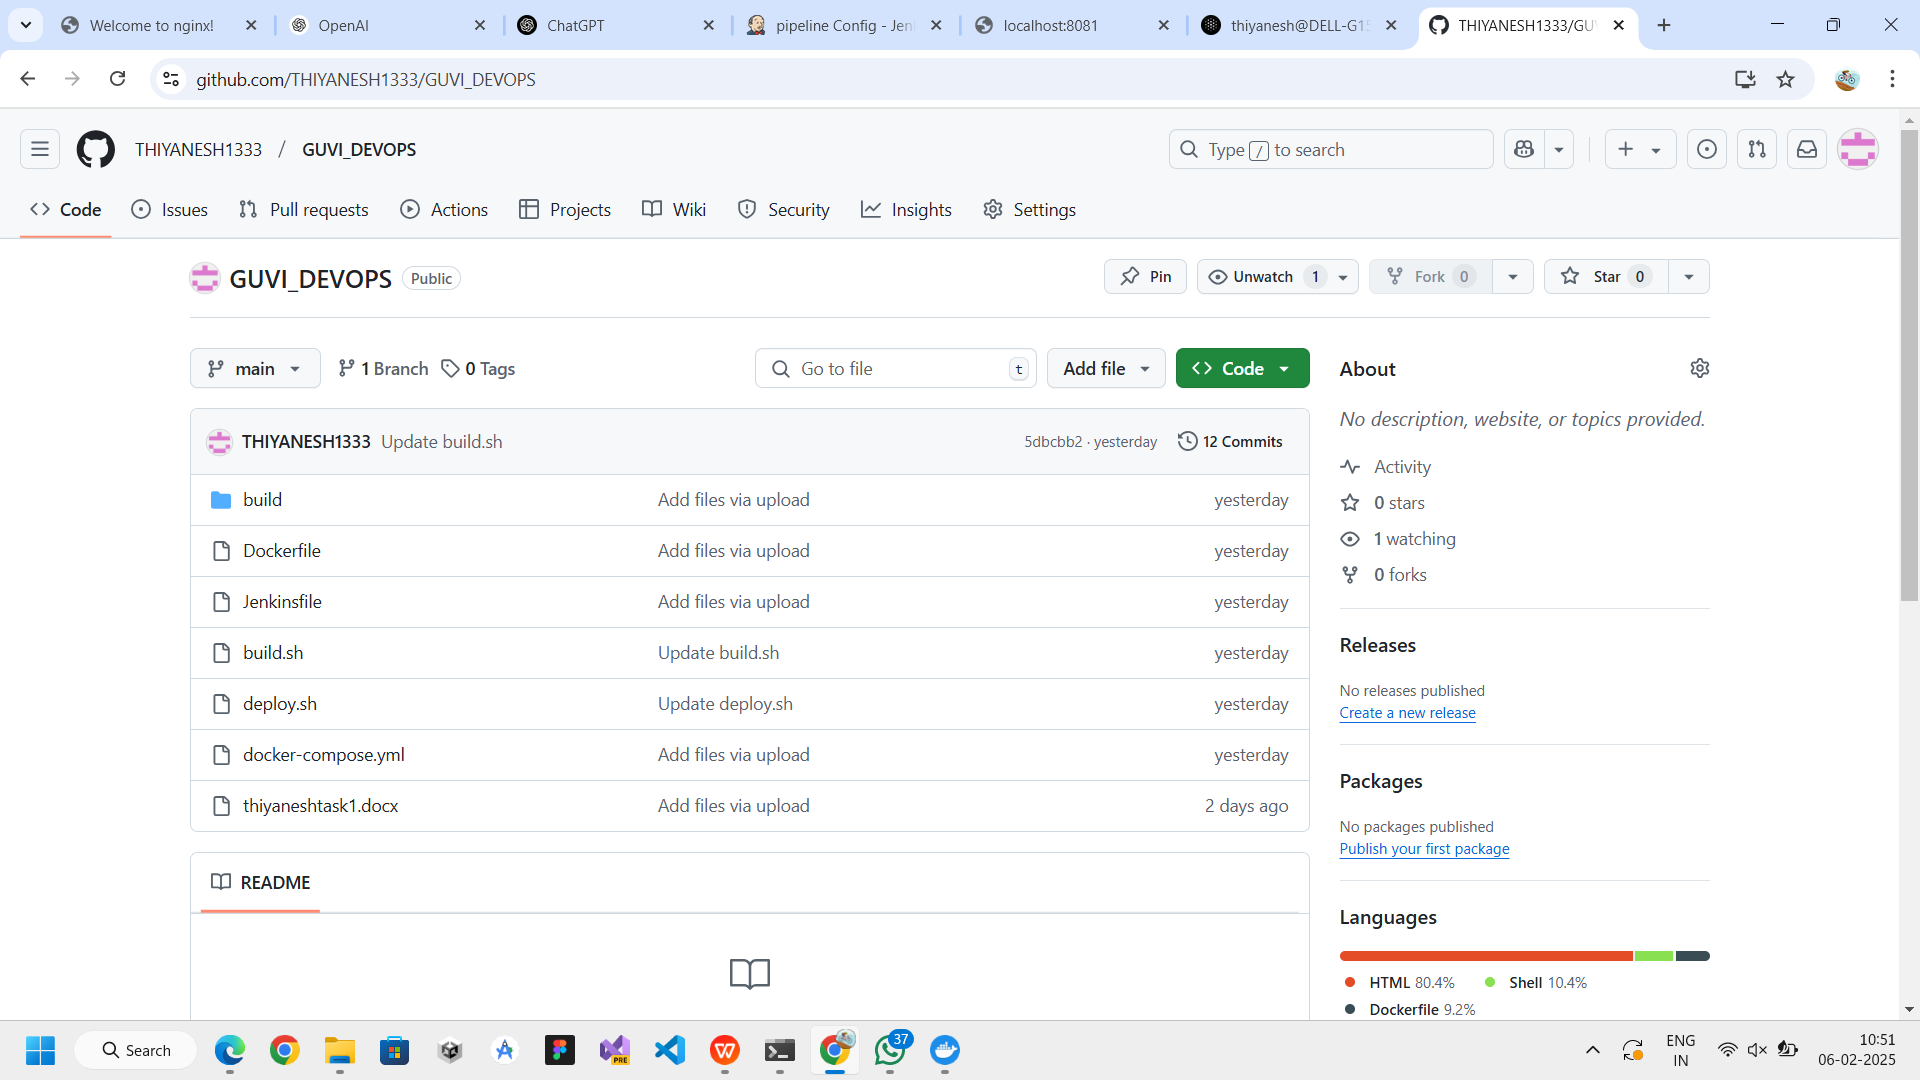 Welcome to nginx!
OpenAI
ChatGPT
pipeline Config - Jen
localhost:8081
thiyanesh@DELL-G15
THIYANESH1333/GU
github.com/THIYANESH1333/GUVI_DEVOPS
THIYANESH1333 / GUVI_DEVOPS
Type / to search
Code
Issues
Pull requests
Actions
Projects
Wiki
Security
Insights
Settings
GUVI_DEVOPS Public
Pin
Unwatch 1
Fork 0
Star 0
main
1 Branch
0 Tags
Go to file t
Add file
Code
THIYANESH1333 Update build.sh 5dbcbb2 · yesterday 12 Commits
build Add files via upload yesterday
Dockerfile Add files via upload yesterday
Jenkinsfile Add files via upload yesterday
build.sh Update build.sh yesterday
deploy.sh Update deploy.sh yesterday
docker-compose.yml Add files via upload yesterday
thiyaneshtask1.docx Add files via upload 2 days ago
README
About
No description, website, or topics provided.
Activity
0 stars
1 watching
0 forks
Releases
No releases published
Create a new release
Packages
No packages published
Publish your first package
Languages
HTML 80.4% Shell 10.4%
Dockerfile 9.2%
Search
PRE
37
ENG
IN
10:51
06-02-2025